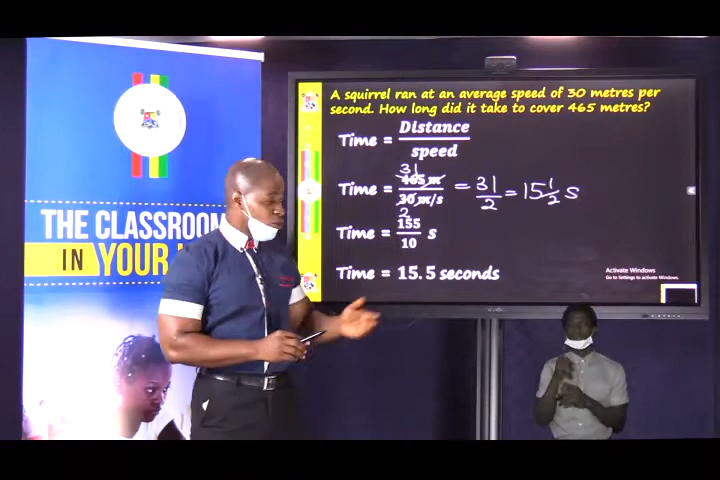 A squirrel ran at an average speed of 30 metres per
second. How long did it take to cover 465 metres?
Time = Distance / speed
Time = 465 m / 30 m/s = 31/2 = 15 1/2 s
31
2
Time = 155/10 s
Time = 15.5 seconds
Activate Windows
Go to Settings to activate Windows.
THE CLASSROOM
IN YOUR